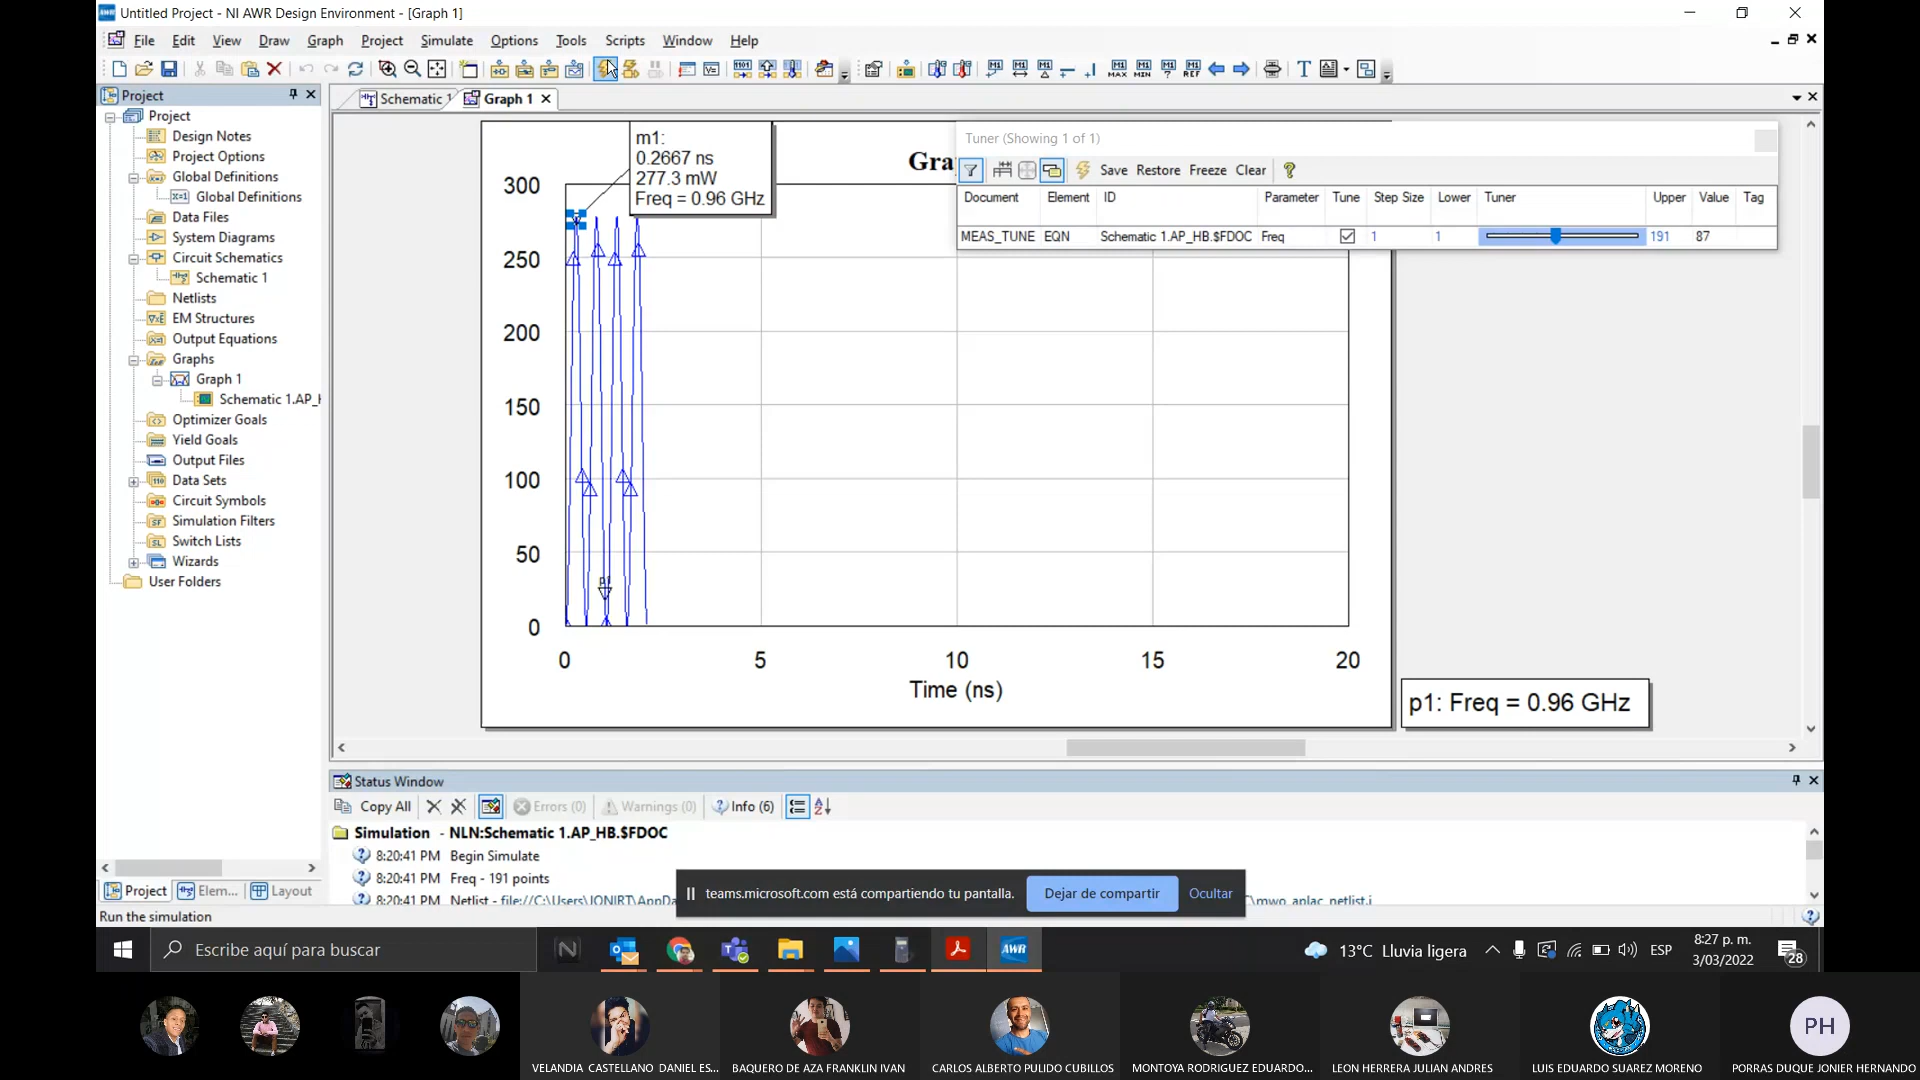 Untitled Project - NI AWR Design Environment - [Graph 1]
File Edit View Draw Graph Project Simulate Options Tools Scripts Window Help
Project
Schematic 1 Graph 1
Project
Design Notes
Project Options
Global Definitions
Global Definitions
Data Files
System Diagrams
Circuit Schematics
Schematic 1
Netlists
EM Structures
Output Equations
Graphs
Graph 1
Schematic 1.AP_H
Optimizer Goals
Yield Goals
Output Files
Data Sets
Circuit Symbols
Simulation Filters
Switch Lists
Wizards
User Folders
Project Elem... Layout
Run the simulation
m1:
0.2667 ns
277.3 mW
Freq = 0.96 GHz
Gra
300
250
200
150
100
50
0
p1
0 5 10 15 20
Time (ns)
p1: Freq = 0.96 GHz
Tuner (Showing 1 of 1)
Save Restore Freeze Clear
Document Element ID Parameter Tune Step Size Lower Tuner Upper Value Tag
MEAS_TUNE EQN Schematic 1.AP_HB.$FDOC Freq 1 1 191 87
Status Window
Copy All Errors (0) Warnings (0) Info (6)
Simulation - NLN:Schematic 1.AP_HB.$FDOC
8:20:41 PM Begin Simulate
8:20:41 PM Freq - 191 points
8:20:41 PM Netlist - file://C:\Users\JONIRT\AppDa
\mwo_aplac_netlist.i
teams.microsoft.com está compartiendo tu pantalla. Dejar de compartir Ocultar
Escribe aquí para buscar
13°C Lluvia ligera ESP
8:27 p. m.
3/03/2022
28
PH
VELANDIA CASTELLANO DANIEL ES... BAQUERO DE AZA FRANKLIN IVAN CARLOS ALBERTO PULIDO CUBILLOS MONTOYA RODRIGUEZ EDUARDO... LEON HERRERA JULIAN ANDRES LUIS EDUARDO SUAREZ MORENO PORRAS DUQUE JONIER HERNANDO